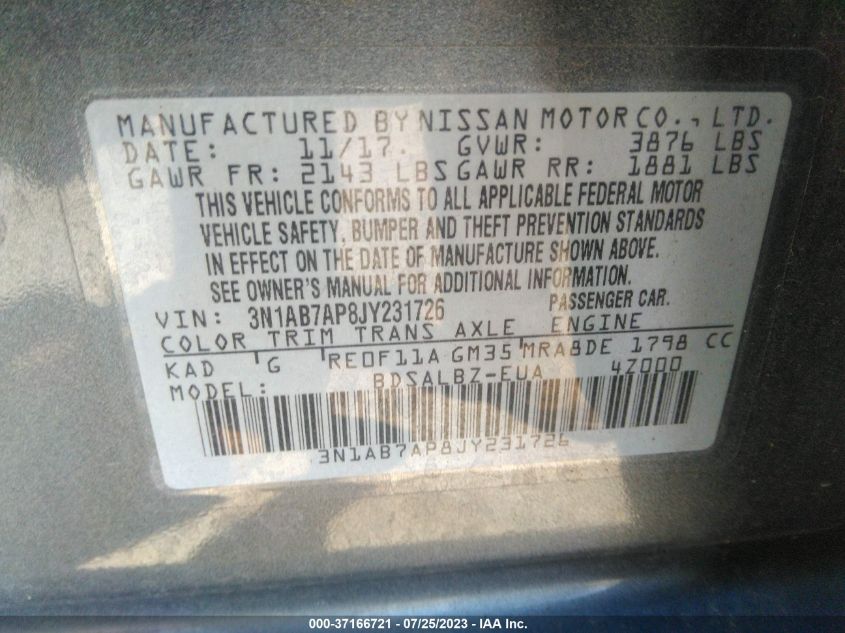 MANUFACTURED BY NISSAN MOTOR CO., LTD.
DATE: 11/17. GVWR: 3876 LBS
GAWR FR: 2143 LBS GAWR RR: 1881 LBS
THIS VEHICLE CONFORMS TO ALL APPLICABLE FEDERAL MOTOR
VEHICLE SAFETY, BUMPER AND THEFT PREVENTION STANDARDS
IN EFFECT ON THE DATE OF MANUFACTURE SHOWN ABOVE.
SEE OWNER'S MANUAL FOR ADDITIONAL INFORMATION.
VIN: 3N1AB7AP8JY231726 PASSENGER CAR.
COLOR TRIM TRANS AXLE ENGINE
KAD G RE0F11A GM35 MRA8DE 1798 CC
MODEL: BDSALBZ-EUA 4Z000
3N1AB7AP8JY231726
000-37166721 - 07/25/2023 - IAA Inc.